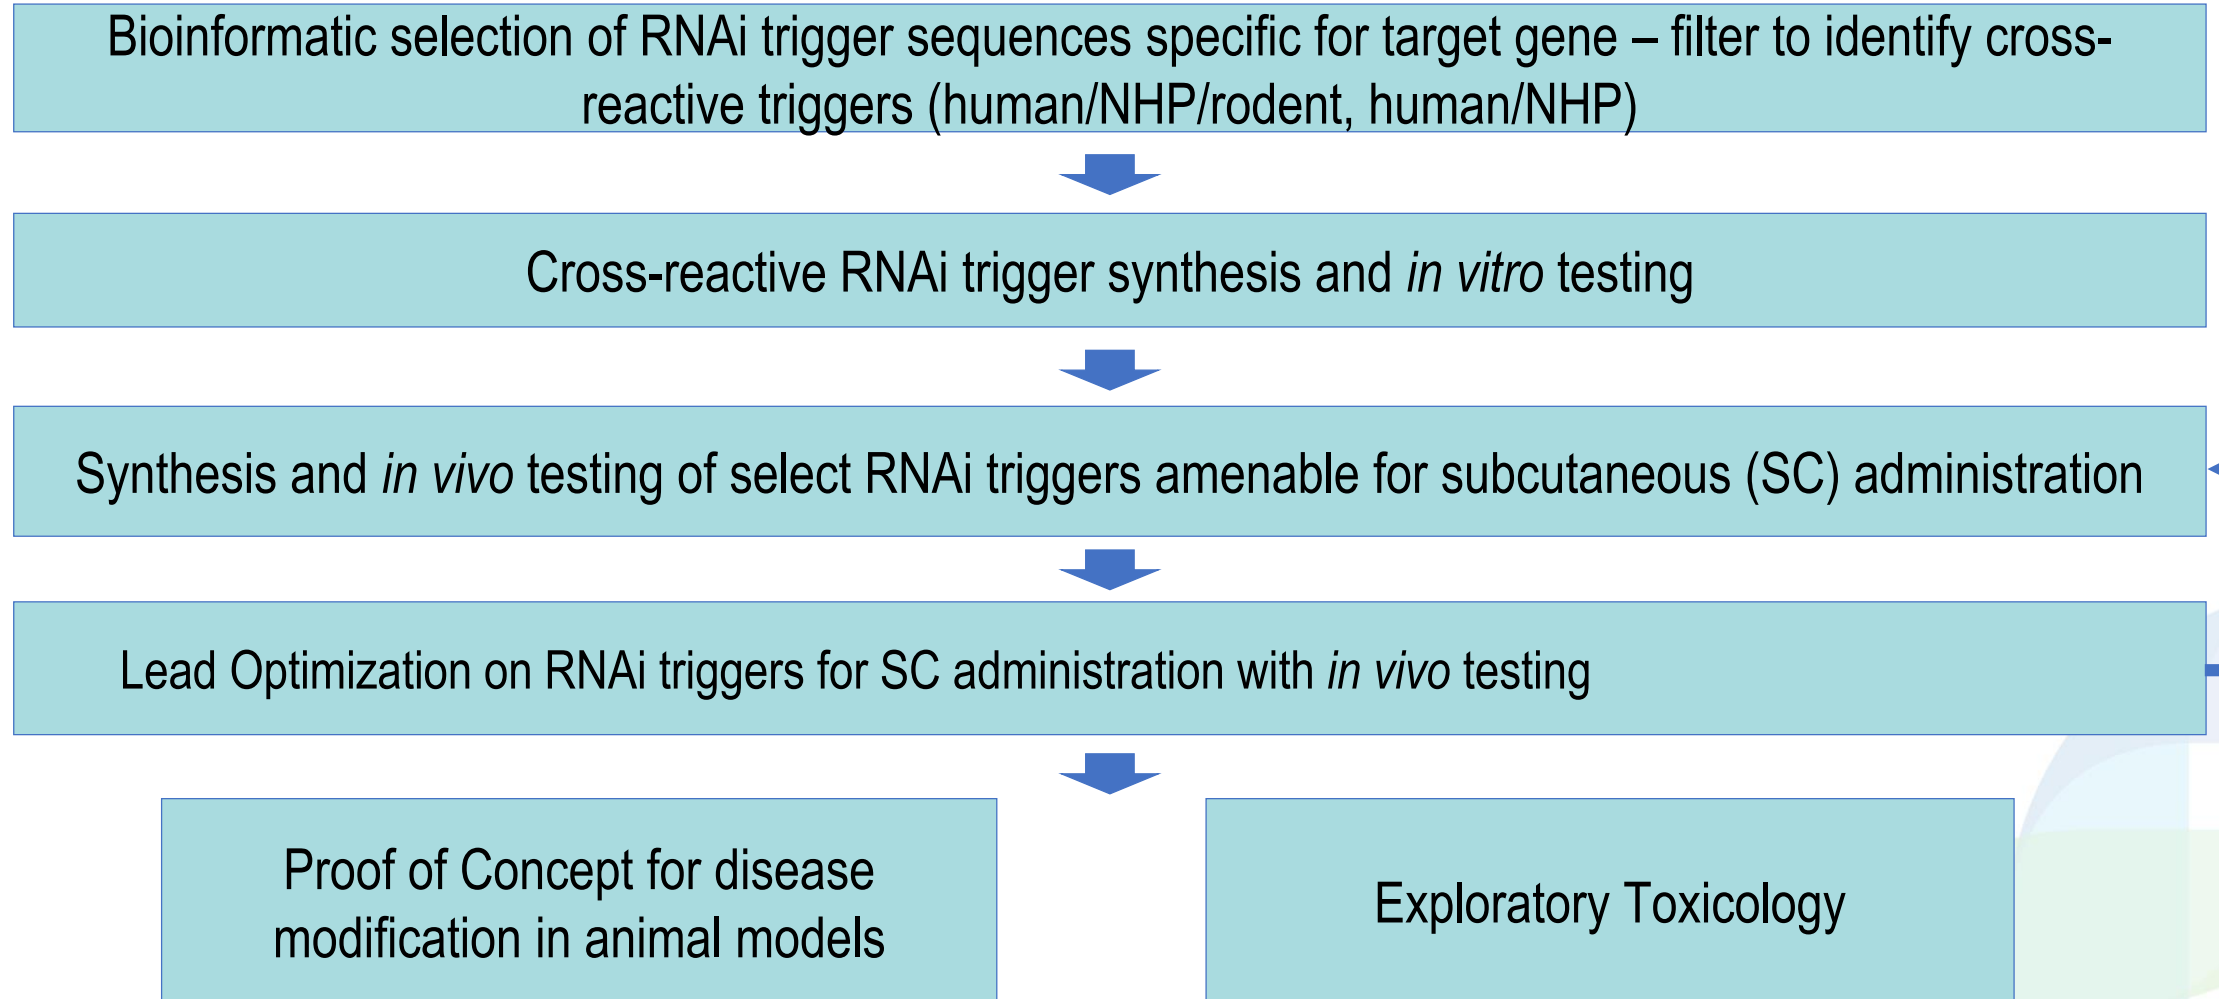 Bioinformatic selection of RNAi trigger sequences specific for target gene – filter to identify cross-
reactive triggers (human/NHP/rodent, human/NHP)
Cross-reactive RNAi trigger synthesis and in vitro testing
Synthesis and in vivo testing of select RNAi triggers amenable for subcutaneous (SC) administration
Lead Optimization on RNAi triggers for SC administration with in vivo testing
Proof of Concept for disease
modification in animal models
Exploratory Toxicology